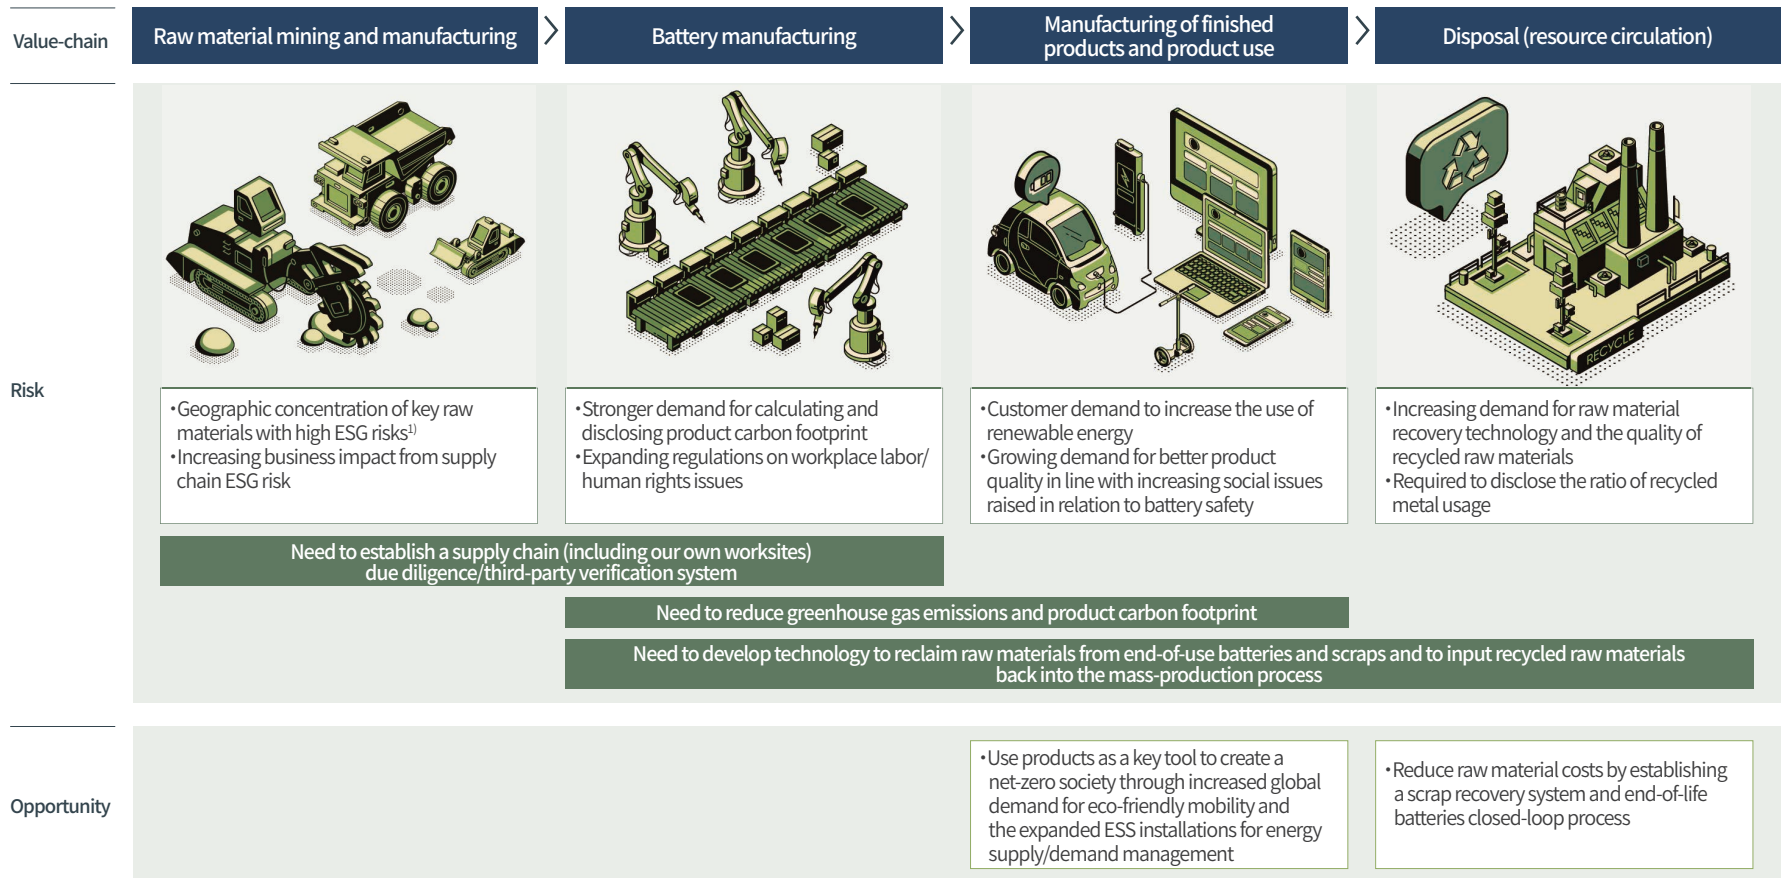 Value-chain
Raw material mining and manufacturing
Battery manufacturing
Manufacturing of finished
products and product use
Disposal (resource circulation)
Risk
RECYCLE
•Geographic concentration of key raw
materials with high ESG risks1)
•Increasing business impact from supply
chain ESG risk
•Stronger demand for calculating and
disclosing product carbon footprint
•Expanding regulations on workplace labor/
human rights issues
•Customer demand to increase the use of
renewable energy
•Growing demand for better product
quality in line with increasing social issues
raised in relation to battery safety
•Increasing demand for raw material
recovery technology and the quality of
recycled raw materials
•Required to disclose the ratio of recycled
metal usage
Need to establish a supply chain (including our own worksites)
due diligence/third-party verification system
Need to reduce greenhouse gas emissions and product carbon footprint
Need to develop technology to reclaim raw materials from end-of-use batteries and scraps and to input recycled raw materials
back into the mass-production process
Opportunity
•Use products as a key tool to create a
net-zero society through increased global
demand for eco-friendly mobility and
the expanded ESS installations for energy
supply/demand management
•Reduce raw material costs by establishing
a scrap recovery system and end-of-life
batteries closed-loop process